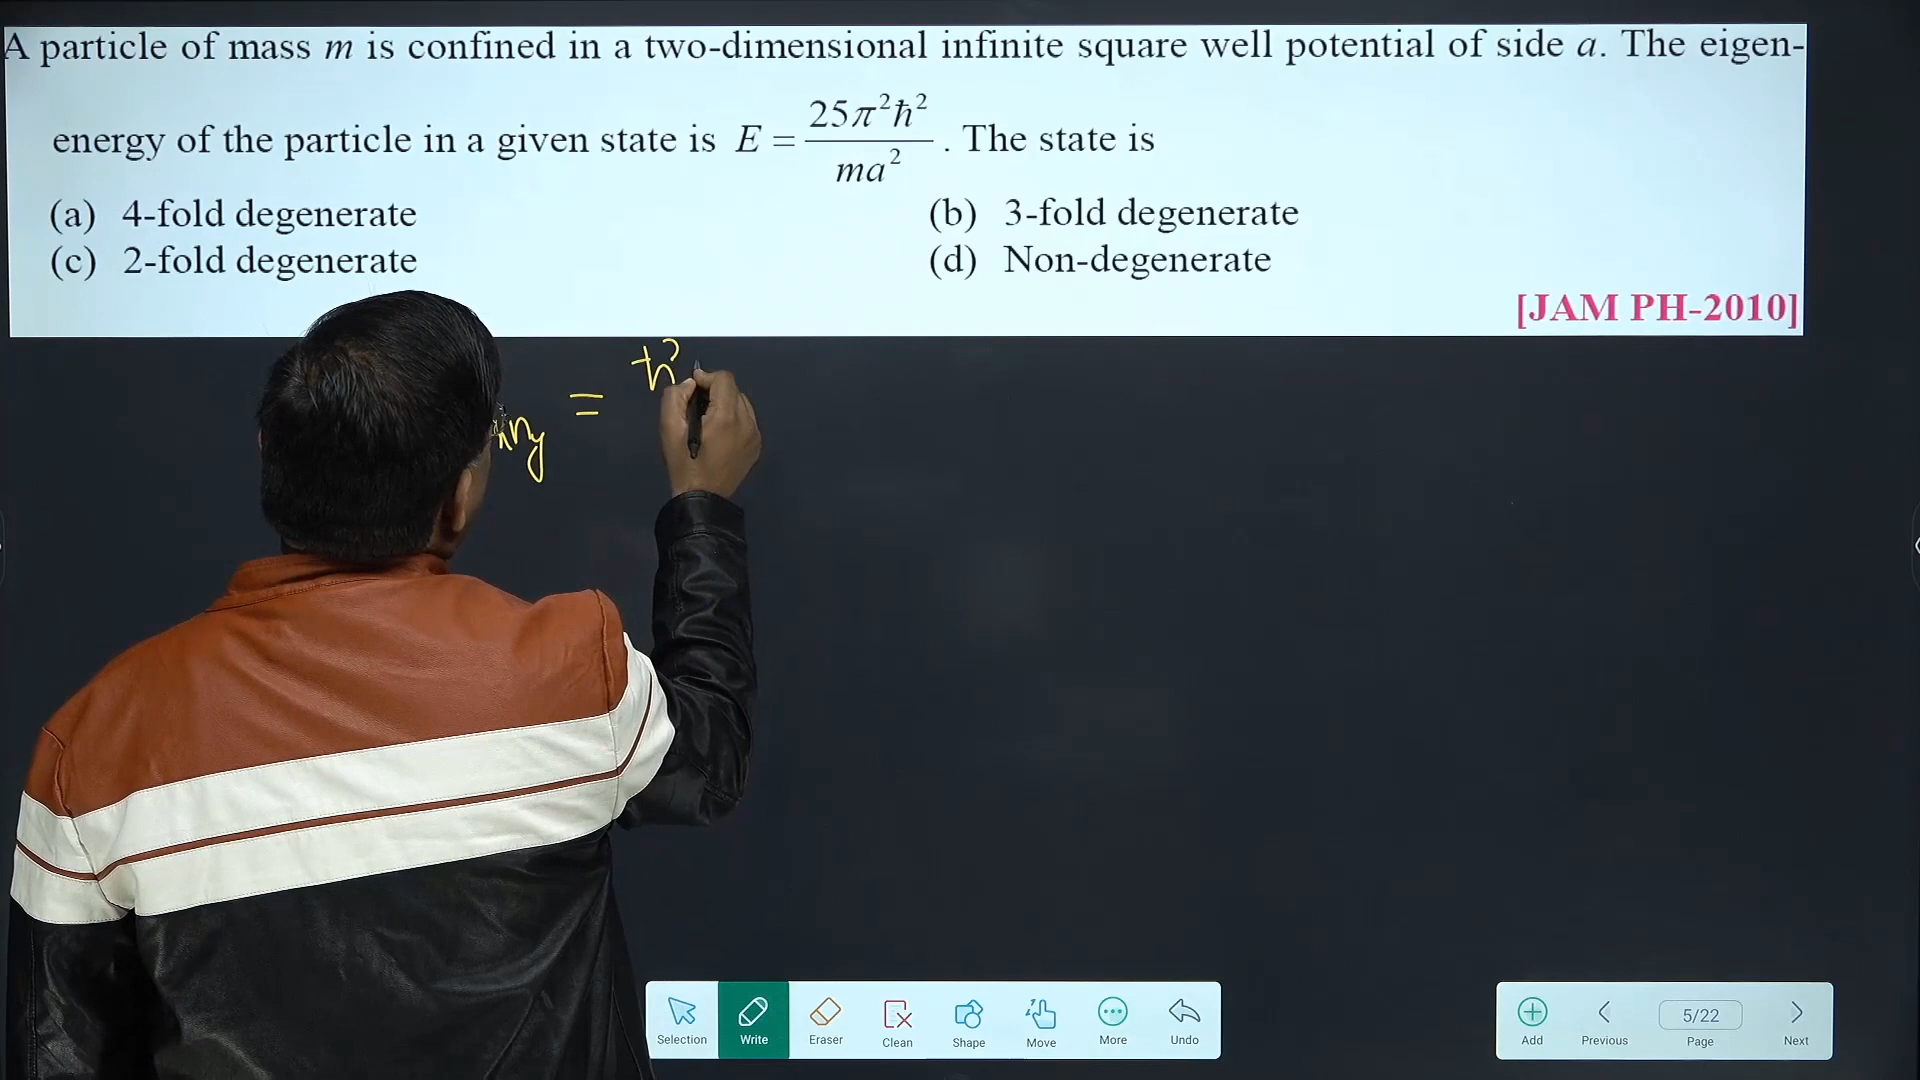 A particle of mass m is confined in a two-dimensional infinite square well potential of side a. The eigen-
energy of the particle in a given state is E = 25π²ħ² / ma² . The state is
(a) 4-fold degenerate
(b) 3-fold degenerate
(c) 2-fold degenerate
(d) Non-degenerate
[JAM PH-2010]
n_y = ħ²
Selection
Write
Eraser
Clean
Shape
Move
More
Undo
Add
Previous
5/22
Page
Next